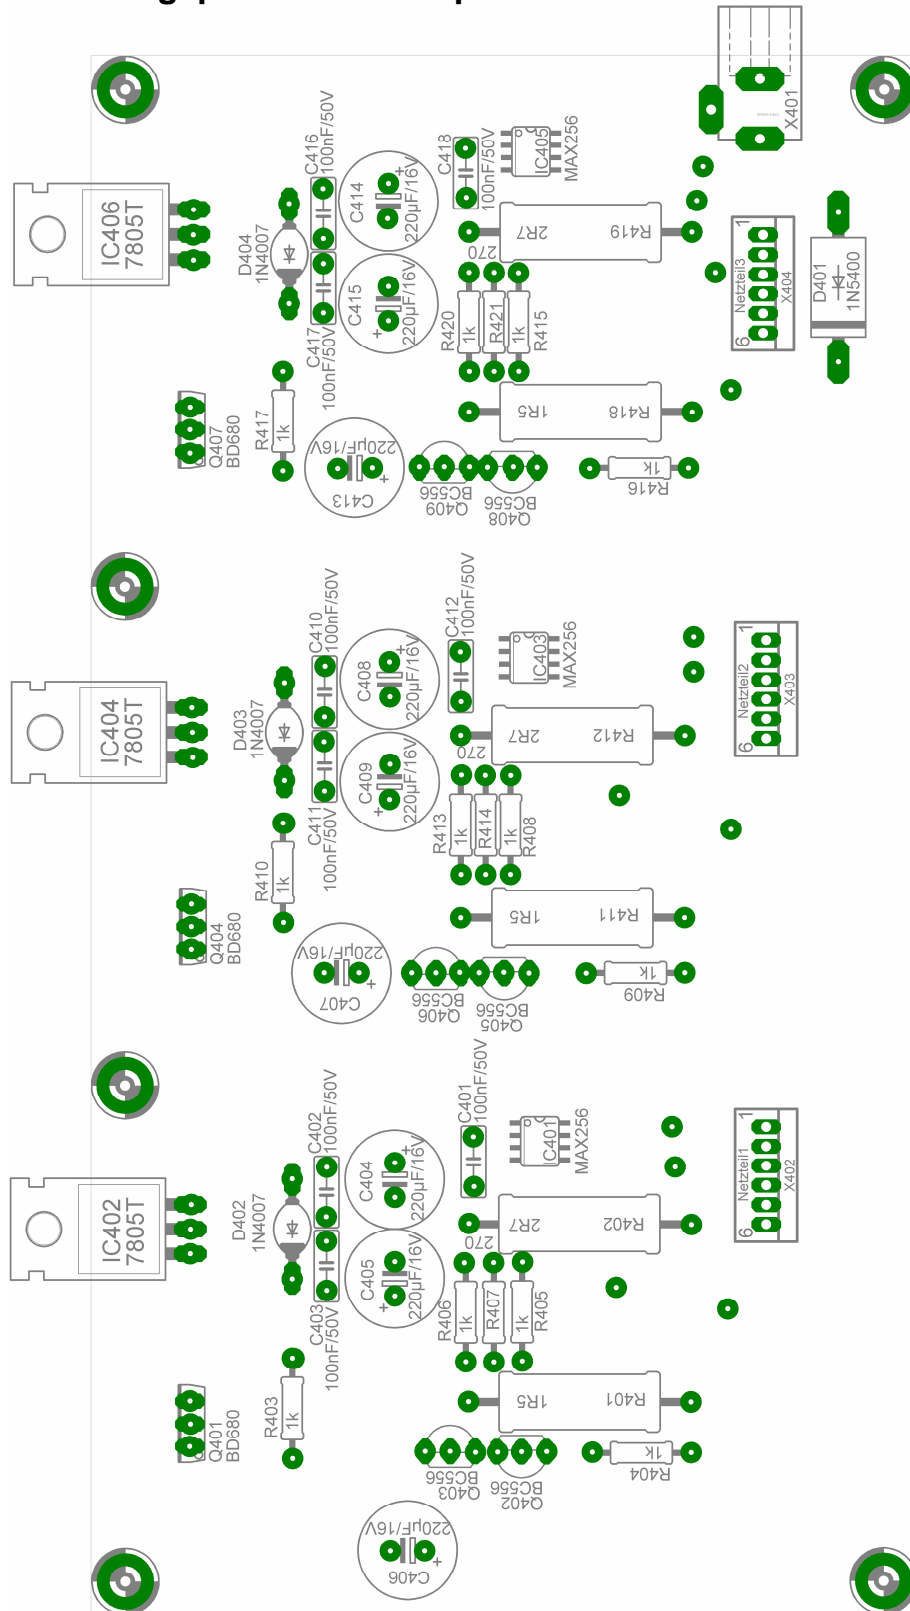 X401
C416
100nF/50V
C418
100nF/50V
IC405
MAX256
IC406
7805T
D404
1N4007
C414
220µF/16V
+
2R7
R419
270
Netzteil3
1
6
X404
D401
1N5400
C415
220µF/16V
+
C417
100nF/50V
R420
1k
R421
1k
R415
Q407
BD680
R417
1k
1R5
R418
220µF/16V
+
C413
BC556
Q409
BC556
Q408
1k
R416
C410
100nF/50V
C412
100nF/50V
IC403
MAX256
IC404
7805T
D403
1N4007
C408
220µF/16V
+
2R7
R412
270
Netzteil2
1
6
X403
C409
220µF/16V
+
C411
100nF/50V
R413
1k
R414
1k
R408
R410
1k
Q404
BD680
1R5
R411
220µF/16V
+
C407
BC556
Q406
BC556
Q405
1k
R409
C402
100nF/50V
C401
100nF/50V
IC401
MAX256
IC402
7805T
D402
1N4007
C404
220µF/16V
+
2R7
R402
270
Netzteil1
1
6
X402
C405
220µF/16V
+
C403
100nF/50V
R406
1k
R407
1k
R405
R403
1k
Q401
BD680
1R5
R401
BC556
Q403
BC556
Q402
1k
R404
220µF/16V
+
C406